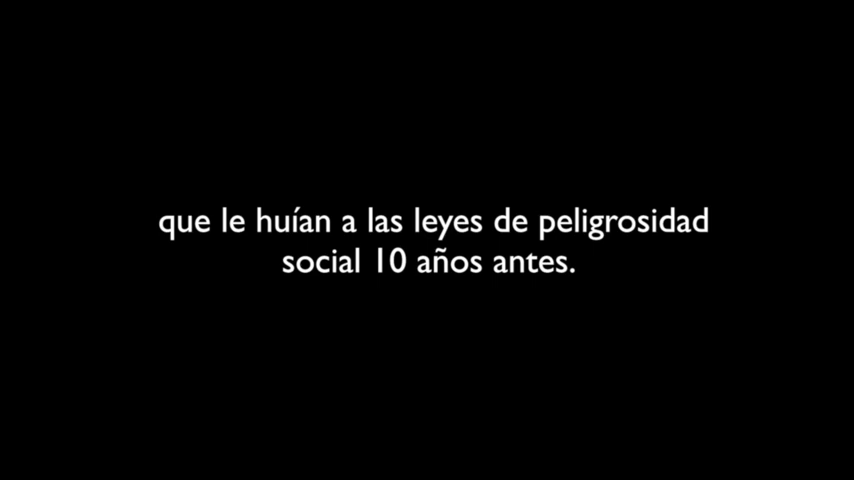 que le huían a las leyes de peligrosidad
social 10 años antes.